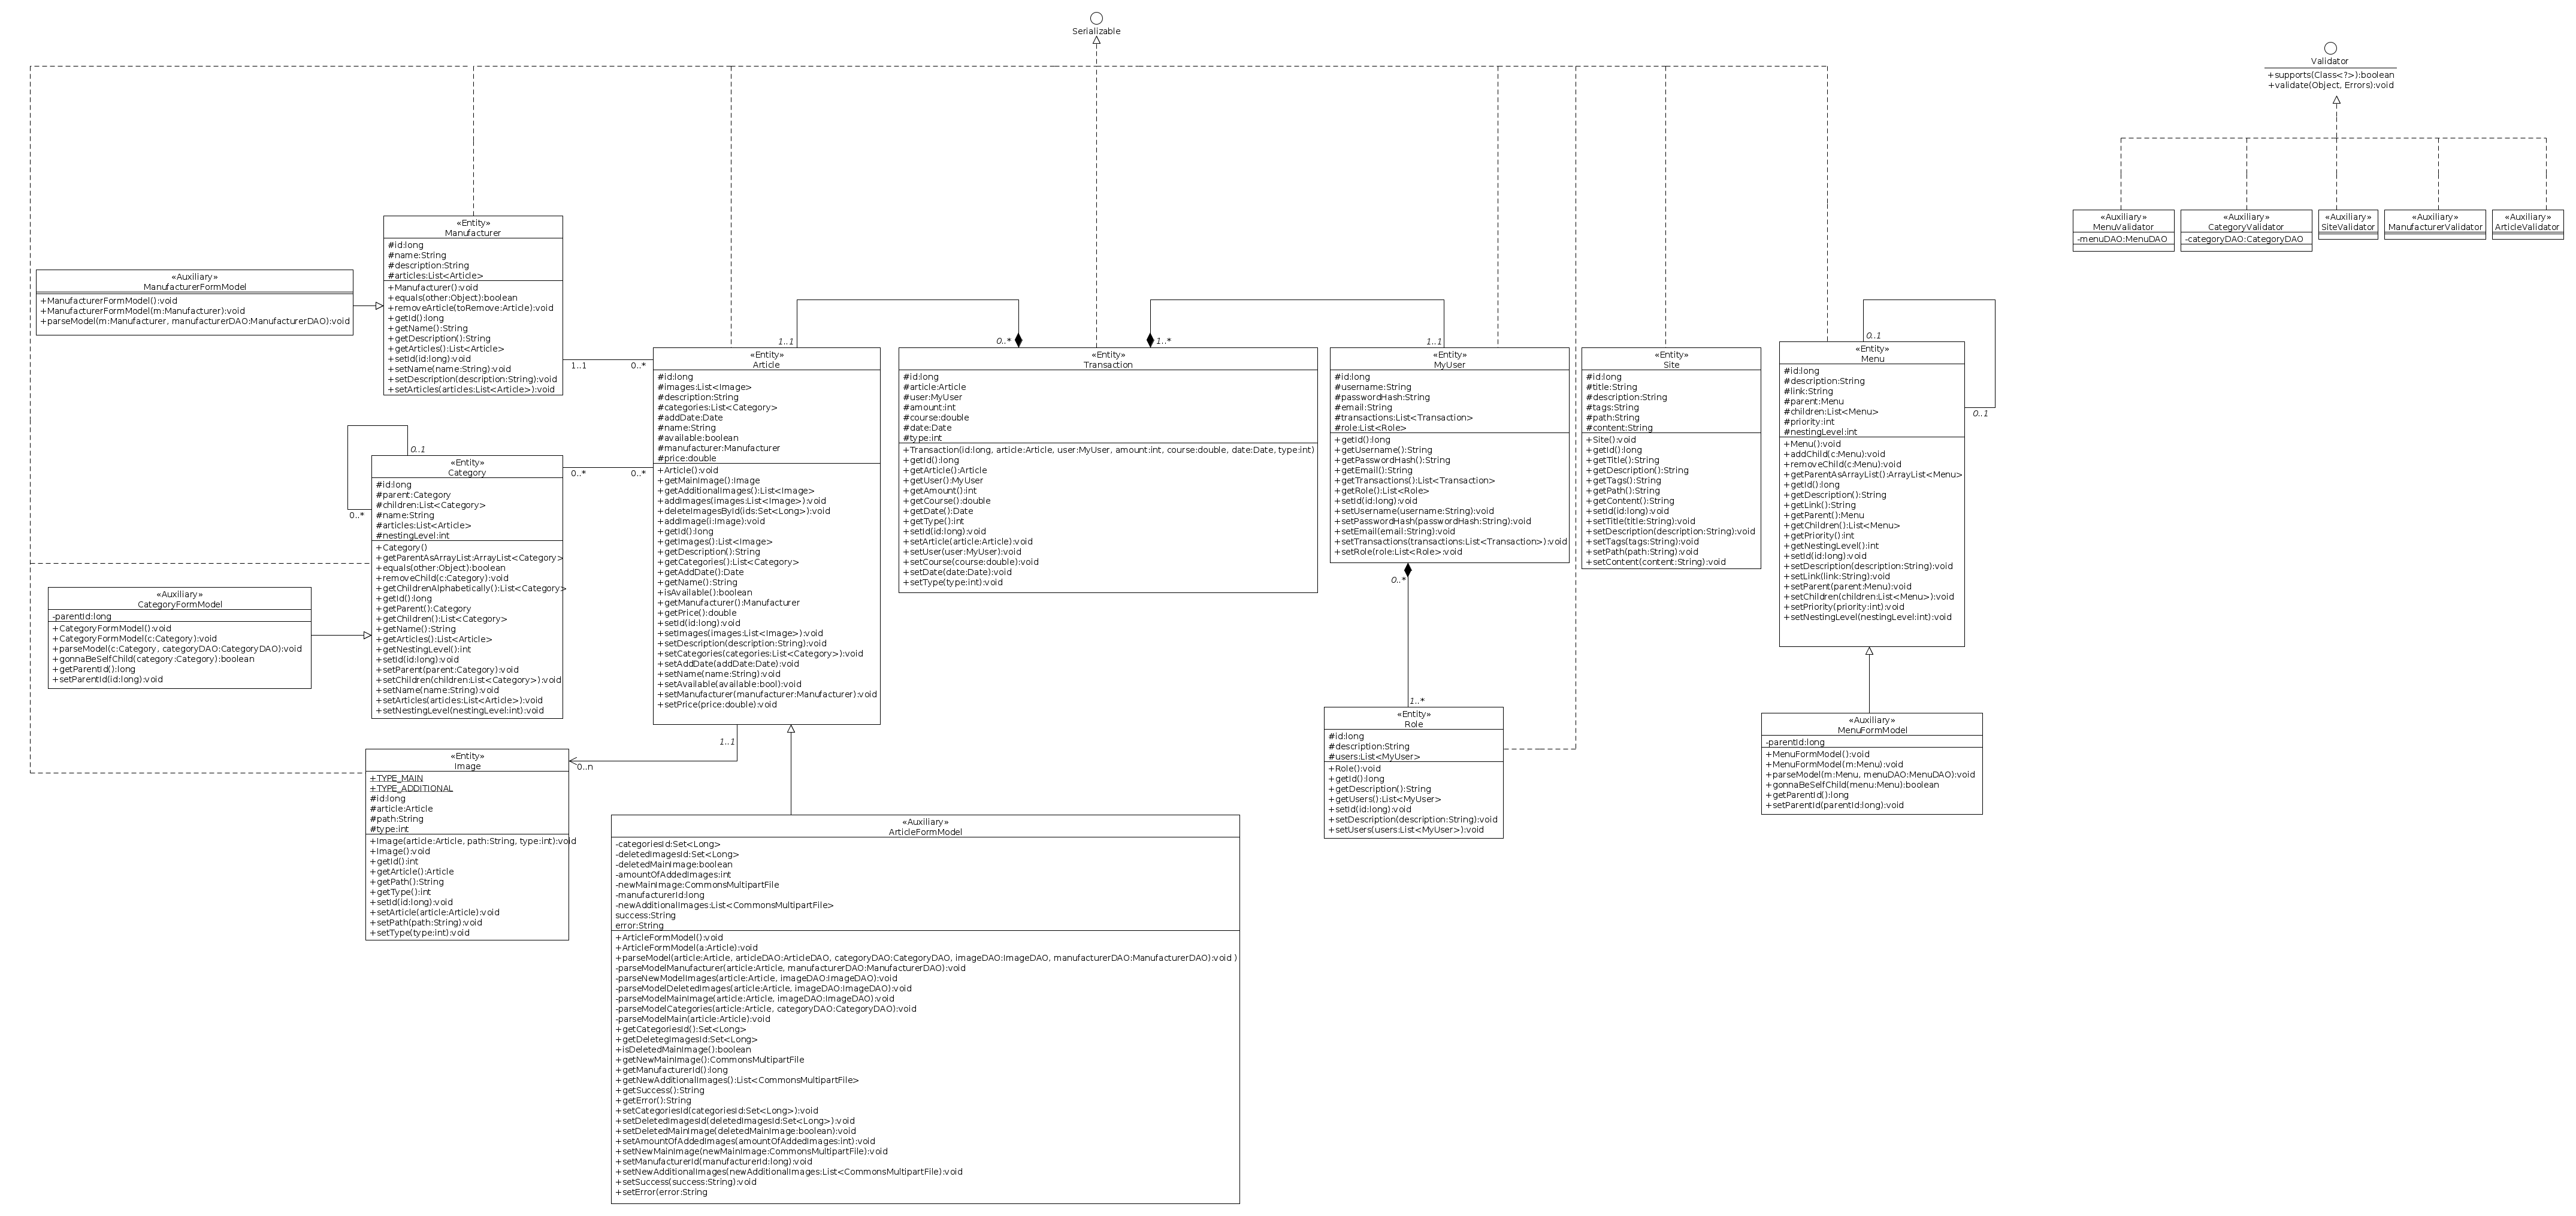 Serializable
Validator
+supports(Class<?>):boolean
+validate(Object, Errors):void
«Auxiliary»
MenuValidator
-menuDAO:MenuDAO
«Auxiliary»
CategoryValidator
-categoryDAO:CategoryDAO
«Auxiliary»
SiteValidator
«Auxiliary»
ManufacturerValidator
«Auxiliary»
ArticleValidator
«Entity»
Manufacturer
#id:long
#name:String
#description:String
#articles:List<Article>
+Manufacturer():void
+equals(other:Object):boolean
+removeArticle(toRemove:Article):void
+getId():long
+getName():String
+getDescription():String
+getArticles():List<Article>
+setId(id:long):void
+setName(name:String):void
+setDescription(description:String):void
+setArticles(articles:List<Article>):void
«Auxiliary»
ManufacturerFormModel
+ManufacturerFormModel():void
+ManufacturerFormModel(m:Manufacturer):void
+parseModel(m:Manufacturer, manufacturerDAO:ManufacturerDAO):void
1..1
0..*
1..1
0..*
1..*
1..1
0..1
0..1
«Entity»
Article
#id:long
#images:List<Image>
#description:String
#categories:List<Category>
#addDate:Date
#name:String
#available:boolean
#manufacturer:Manufacturer
#price:double
+Article():void
+getMainImage():Image
+getAdditionalImages():List<Image>
+addImages(images:List<Image>):void
+deleteImagesById(ids:Set<Long>):void
+addImage(i:Image):void
+getId():long
+getImages():List<Image>
+getDescription():String
+getCategories():List<Category>
+getAddDate():Date
+getName():String
+isAvailable():boolean
+getManufacturer():Manufacturer
+getPrice():double
+setId(id:long):void
+setImages(images:List<Image>):void
+setDescription(description:String):void
+setCategories(categories:List<Category>):void
+setAddDate(addDate:Date):void
+setName(name:String):void
+setAvailable(available:bool):void
+setManufacturer(manufacturer:Manufacturer):void
+setPrice(price:double):void
«Entity»
Transaction
#id:long
#article:Article
#user:MyUser
#amount:int
#course:double
#date:Date
#type:int
+Transaction(id:long, article:Article, user:MyUser, amount:int, course:double, date:Date, type:int)
+getId():long
+getArticle():Article
+getUser():MyUser
+getAmount():int
+getCourse():double
+getDate():Date
+getType():int
+setId(id:long):void
+setArticle(article:Article):void
+setUser(user:MyUser):void
+setCourse(course:double):void
+setDate(date:Date):void
+setType(type:int):void
«Entity»
MyUser
#id:long
#username:String
#passwordHash:String
#email:String
#transactions:List<Transaction>
#role:List<Role>
+getId():long
+getUsername():String
+getPasswordHash():String
+getEmail():String
+getTransactions():List<Transaction>
+getRole():List<Role>
+setId(id:long):void
+setUsername(username:String):void
+setPasswordHash(passwordHash:String):void
+setEmail(email:String):void
+setTransactions(transactions:List<Transaction>):void
+setRole(role:List<Role>:void
«Entity»
Site
#id:long
#title:String
#description:String
#tags:String
#path:String
#content:String
+Site():void
+getId():long
+getTitle():String
+getDescription():String
+getTags():String
+getPath():String
+getContent():String
+setId(id:long):void
+setTitle(title:String):void
+setDescription(description:String):void
+setTags(tags:String):void
+setPath(path:String):void
+setContent(content:String):void
«Entity»
Menu
#id:long
#description:String
#link:String
#parent:Menu
#children:List<Menu>
#priority:int
#nestingLevel:int
+Menu():void
+addChild(c:Menu):void
+removeChild(c:Menu):void
+getParentAsArrayList():ArrayList<Menu>
+getId():long
+getDescription():String
+getLink():String
+getParent():Menu
+getChildren():List<Menu>
+getPriority():int
+getNestingLevel():int
+setId(id:long):void
+setDescription(description:String):void
+setLink(link:String):void
+setParent(parent:Menu):void
+setChildren(children:List<Menu>):void
+setPriority(priority:int):void
+setNestingLevel(nestingLevel:int):void
0..1
0..*
0..*
0..*
«Entity»
Category
#id:long
#parent:Category
#children:List<Category>
#name:String
#articles:List<Article>
#nestingLevel:int
+Category()
+getParentAsArrayList:ArrayList<Category>
+equals(other:Object):boolean
+removeChild(c:Category):void
+getChildrenAlphabetically():List<Category>
+getId():long
+getParent():Category
+getChildren():List<Category>
+getName():String
+getArticles():List<Article>
+getNestingLevel():int
+setId(id:long):void
+setParent(parent:Category):void
+setChildren(children:List<Category>):void
+setName(name:String):void
+setArticles(articles:List<Article>):void
+setNestingLevel(nestingLevel:int):void
«Auxiliary»
CategoryFormModel
-parentId:long
+CategoryFormModel():void
+CategoryFormModel(c:Category):void
+parseModel(c:Category, categoryDAO:CategoryDAO):void
+gonnaBeSelfChild(category:Category):boolean
+getParentId():long
+setParentId(id:long):void
0..*
1..*
«Entity»
Role
#id:long
#description:String
#users:List<MyUser>
+Role():void
+getId():long
+getDescription():String
+getUsers():List<MyUser>
+setId(id:long):void
+setDescription(description:String):void
+setUsers(users:List<MyUser>):void
«Auxiliary»
MenuFormModel
-parentId:long
+MenuFormModel():void
+MenuFormModel(m:Menu):void
+parseModel(m:Menu, menuDAO:MenuDAO):void
+gonnaBeSelfChild(menu:Menu):boolean
+getParentId():long
+setParentId(parentId:long):void
1..1
0..n
«Entity»
Image
+TYPE_MAIN
+TYPE_ADDITIONAL
#id:long
#article:Article
#path:String
#type:int
+Image(article:Article, path:String, type:int):void
+Image():void
+getId():int
+getArticle():Article
+getPath():String
+getType():int
+setId(id:long):void
+setArticle(article:Article):void
+setPath(path:String):void
+setType(type:int):void
«Auxiliary»
ArticleFormModel
-categoriesId:Set<Long>
-deletedImagesId:Set<Long>
-deletedMainImage:boolean
-amountOfAddedImages:int
-newMainImage:CommonsMultipartFile
-manufacturerId:long
-newAdditionalImages:List<CommonsMultipartFile>
success:String
error:String
+ArticleFormModel():void
+ArticleFormModel(a:Article):void
+parseModel(article:Article, articleDAO:ArticleDAO, categoryDAO:CategoryDAO, imageDAO:ImageDAO, manufacturerDAO:ManufacturerDAO):void )
-parseModelManufacturer(article:Article, manufacturerDAO:ManufacturerDAO):void
-parseNewModelImages(article:Article, imageDAO:ImageDAO):void
-parseModelDeletedImages(article:Article, imageDAO:ImageDAO):void
-parseModelMainImage(article:Article, imageDAO:ImageDAO):void
-parseModelCategories(article:Article, categoryDAO:CategoryDAO):void
-parseModelMain(article:Article):void
+getCategoriesId():Set<Long>
+getDeletegImagesId:Set<Long>
+isDeletedMainImage():boolean
+getNewMainImage():CommonsMultipartFile
+getManufacturerId():long
+getNewAdditionalImages():List<CommonsMultipartFile>
+getSuccess():String
+getError():String
+setCategoriesId(categoriesId:Set<Long>):void
+setDeletedImagesId(deletedImagesId:Set<Long>):void
+setDeletedMainImage(deletedMainImage:boolean):void
+setAmountOfAddedImages(amountOfAddedImages:int):void
+setNewMainImage(newMainImage:CommonsMultipartFile):void
+setManufacturerId(manufacturerId:long):void
+setNewAdditionalImages(newAdditionalImages:List<CommonsMultipartFile):void
+setSuccess(success:String):void
+setError(error:String